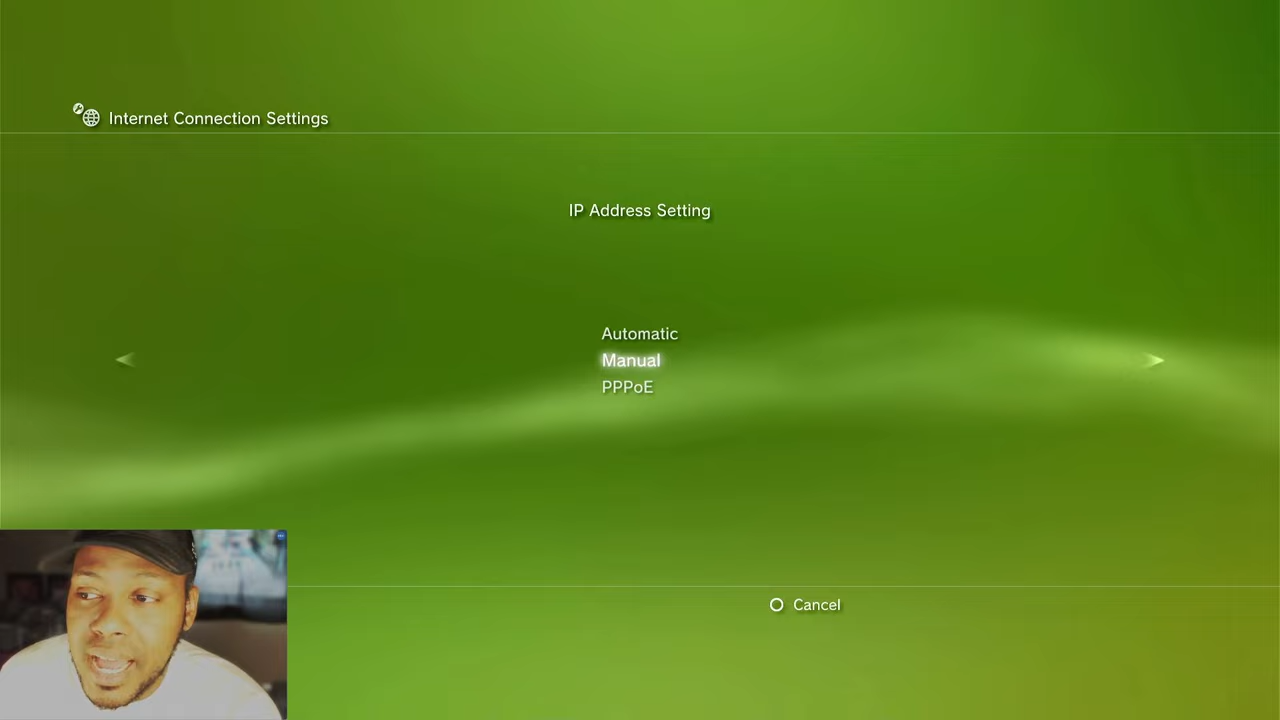 Internet Connection Settings
IP Address Setting
Automatic
Manual
PPPoE
Cancel